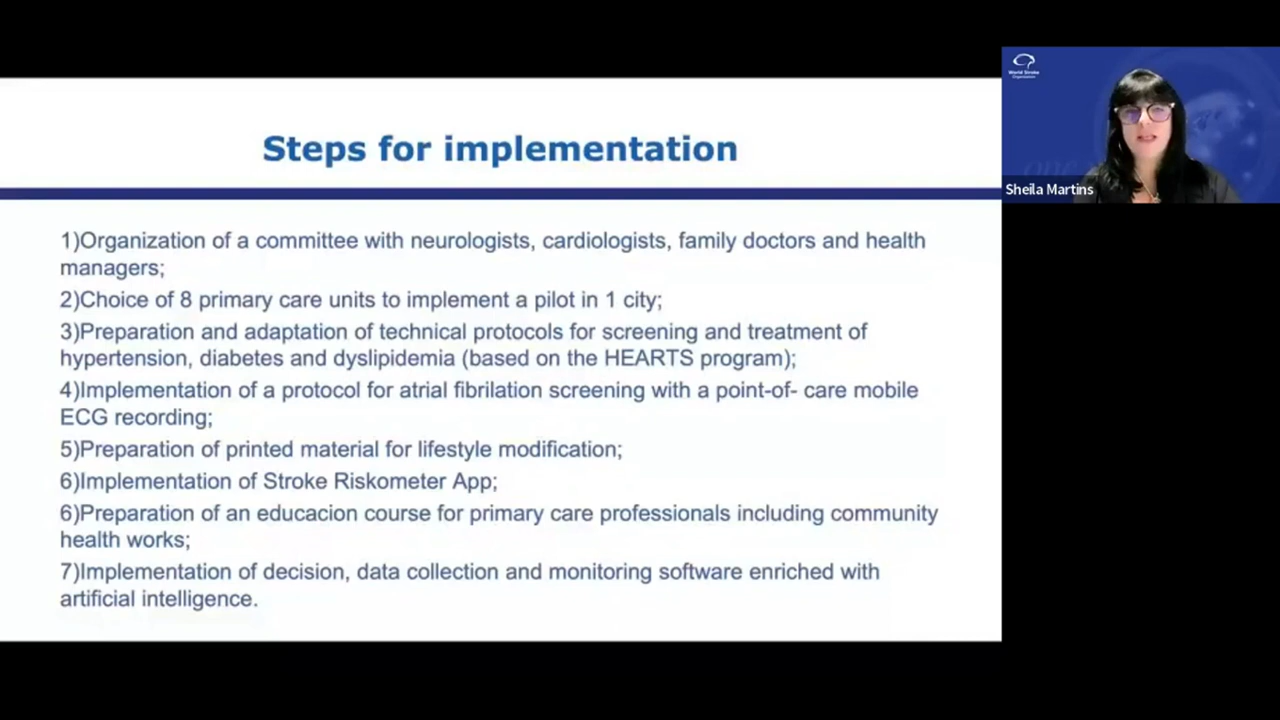 Steps for implementation
1)Organization of a committee with neurologists, cardiologists, family doctors and health
managers;
2)Choice of 8 primary care units to implement a pilot in 1 city;
3)Preparation and adaptation of technical protocols for screening and treatment of
hypertension, diabetes and dyslipidemia (based on the HEARTS program);
4)Implementation of a protocol for atrial fibrilation screening with a point-of- care mobile
ECG recording;
5)Preparation of printed material for lifestyle modification;
6)Implementation of Stroke Riskometer App;
6)Preparation of an educacion course for primary care professionals including community
health works;
7)Implementation of decision, data collection and monitoring software enriched with
artificial intelligence.
World Stroke
Organization
Sheila Martins